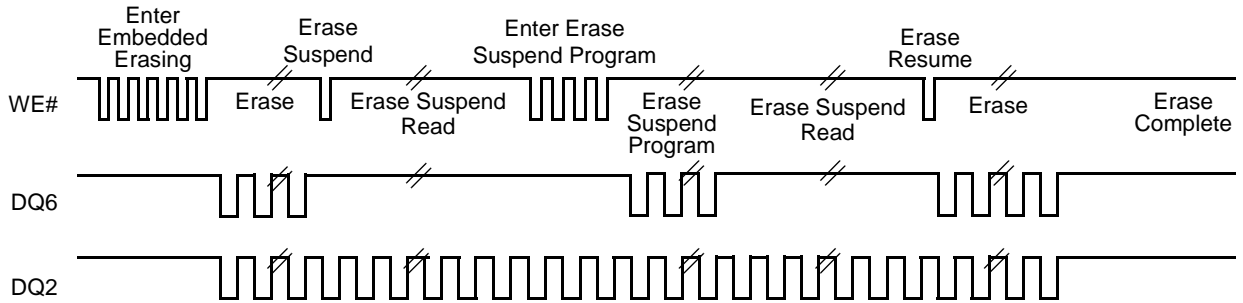 Enter
Embedded
Erasing
Erase
Suspend
Enter Erase
Suspend Program
Erase
Resume
WE#
Erase
Erase Suspend
Read
Erase
Suspend
Program
Erase Suspend
Read
Erase
Erase
Complete
DQ6
DQ2